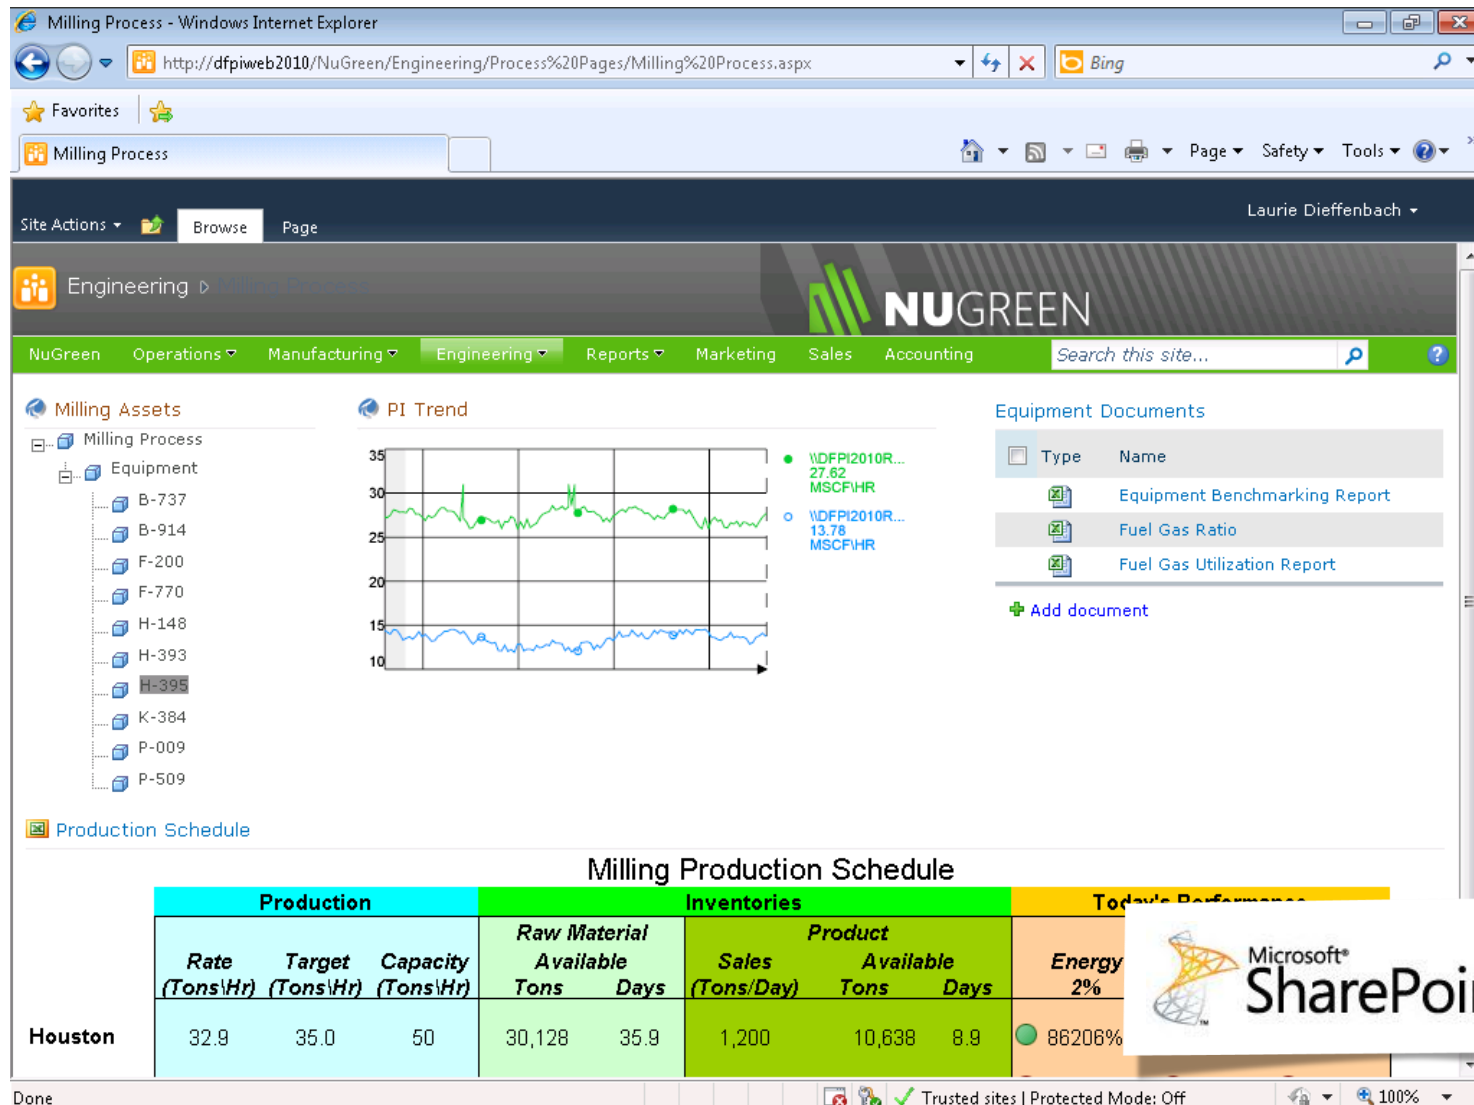 Milling Process - Windows Internet Explorer
http://dfpiweb2010/NuGreen/Engineering/Process%20Pages/Milling%20Process.aspx
Bing
Favorites
Milling Process
Page Safety Tools
Laurie Dieffenbach
Site Actions Browse Page
Engineering Milling Process
NUGREEN
NuGreen Operations Manufacturing Engineering Reports Marketing Sales Accounting Search this site...
Milling Assets
Milling Process
Equipment
B-737
B-914
F-200
F-770
H-148
H-393
H-395
K-384
P-009
P-509
PI Trend
35
30
25
20
15
10
\\DFPI2010R...
27.62
MSCF\HR
\\DFPI2010R...
13.78
MSCF\HR
Equipment Documents
Type Name
Equipment Benchmarking Report
Fuel Gas Ratio
Fuel Gas Utilization Report
Add document
Production Schedule
Milling Production Schedule
Production Inventories Today's Performance
Raw Material Product
Rate Target Capacity Available Sales Available Energy
(Tons\Hr) (Tons\Hr) (Tons\Hr) Tons Days (Tons/Day) Tons Days 2%
Houston 32.9 35.0 50 30,128 35.9 1,200 10,638 8.9 86206%
Microsoft®
SharePoi
Done Trusted sites | Protected Mode: Off 100%